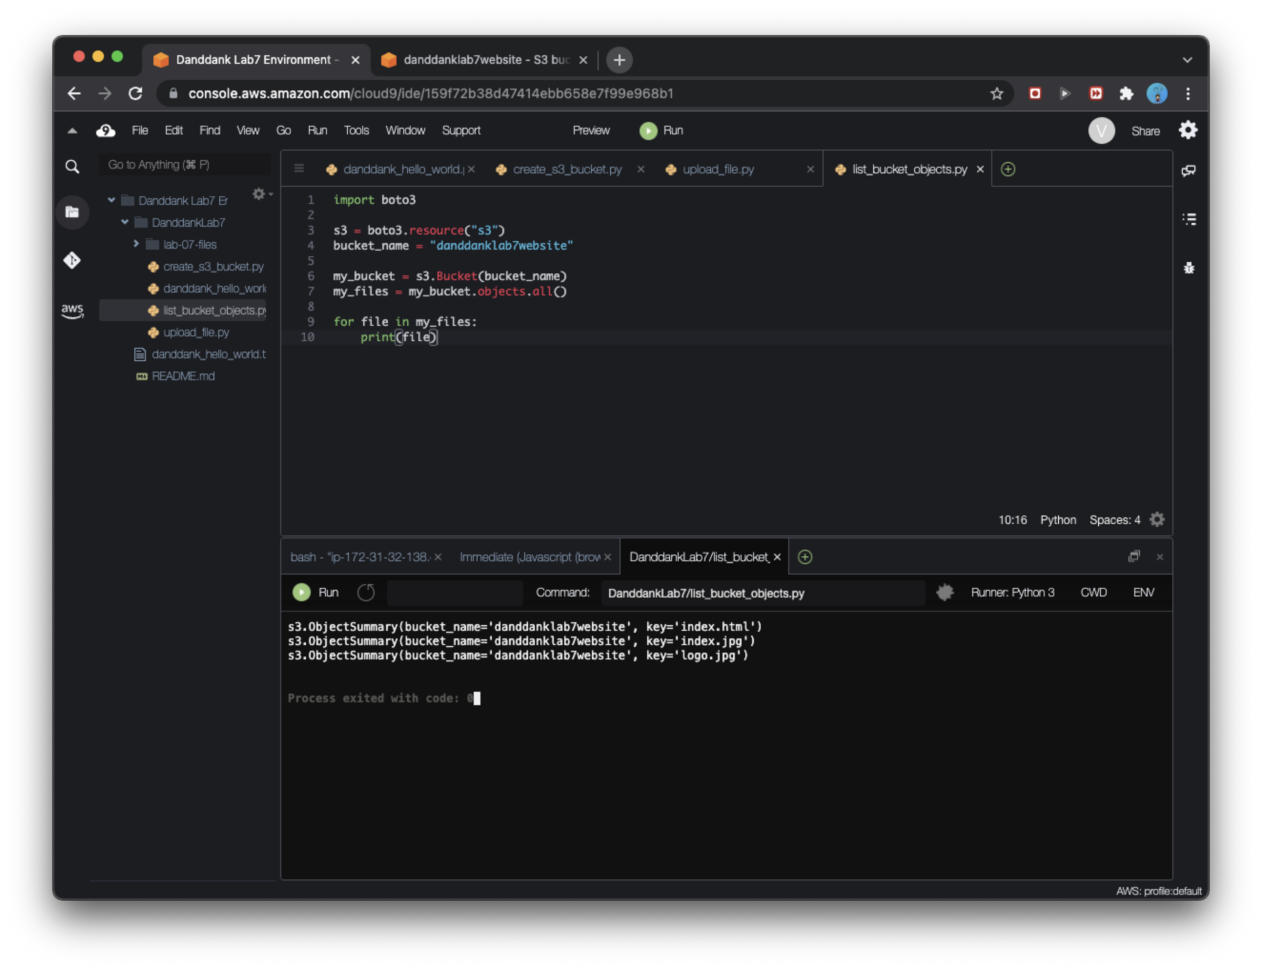 Danddank Lab7 Environment -
danddanklab7website - S3 buc
console.aws.amazon.com/cloud9/ide/159f72b38d47414ebb658e7f99e968b1
9 File Edit Find View Go Run Tools Window Support Preview Run V Share
Go to Anything (⌘ P)
danddank_hello_world.
create_s3_bucket.py
upload_file.py
list_bucket_objects.py
Danddank Lab7 Er
DanddankLab7
lab-07-files
create_s3_bucket.py
danddank_hello_worl
list_bucket_objects.py
upload_file.py
danddank_hello_world.t
README.md
aws
1 import boto3
2
3 s3 = boto3.resource("s3")
4 bucket_name = "danddanklab7website"
5
6 my_bucket = s3.Bucket(bucket_name)
7 my_files = my_bucket.objects.all()
8
9 for file in my_files:
10 print(file)
10:16 Python Spaces: 4
bash - "ip-172-31-32-138.
Immediate (Javascript (brow
DanddankLab7/list_bucket_
Run Command: DanddankLab7/list_bucket_objects.py Runner: Python 3 CWD ENV
s3.ObjectSummary(bucket_name='danddanklab7website', key='index.html')
s3.ObjectSummary(bucket_name='danddanklab7website', key='index.jpg')
s3.ObjectSummary(bucket_name='danddanklab7website', key='logo.jpg')
Process exited with code: 0
AWS: profile:default